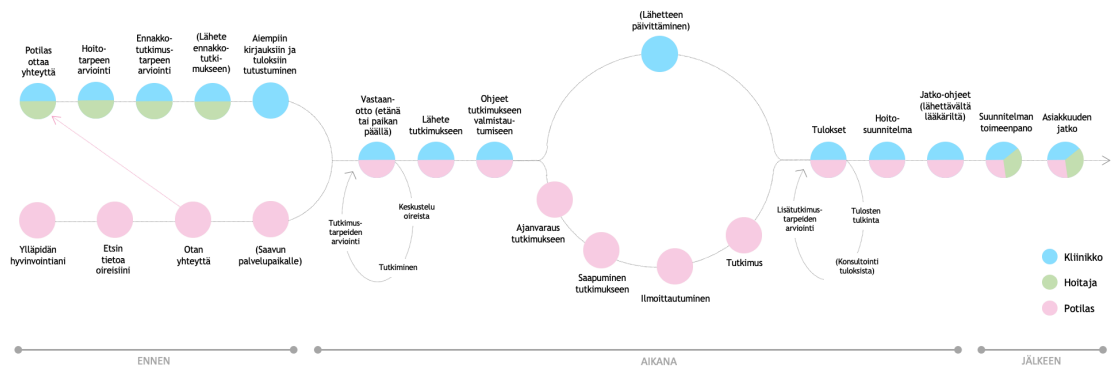 Potilas
ottaa
yhteyttä
Hoito-
tarpeen
arviointi
Ennakko-
tutkimus-
tarpeen
arviointi
(Lähete
ennakko-
tutki-
mukseen)
Aiempiin
kirjauksiin ja
tuloksiin
tutustuminen
Ylläpidän
hyvinvointiani
Etsin
tietoa
oireisiini
Otan
yhteyttä
(Saavun
palvelupaikalle)
Vastaan-
otto (etänä
tai paikan
päällä)
Lähete
tutkimukseen
Ohjeet
tutkimukseen
valmistau-
tumiseen
Tutkimus-
tarpeiden
arviointi
Keskustelu
oireista
Tutkiminen
(Lähetteen
päivittäminen)
Ajanvaraus
tutkimukseen
Saapuminen
tutkimukseen
Ilmoittautuminen
Tutkimus
Tulokset
Hoito-
suunnitelma
Jatko-ohjeet
(lähettävältä
lääkäriltä)
Suunnitelman
toimeenpano
Asiakkuuden
jatko
Lisätutkimus-
tarpeiden
arviointi
Tulosten
tulkinta
(Konsultointi
tuloksista)
Kliinikko
Hoitaja
Potilas
ENNEN
AIKANA
JÄLKEEN